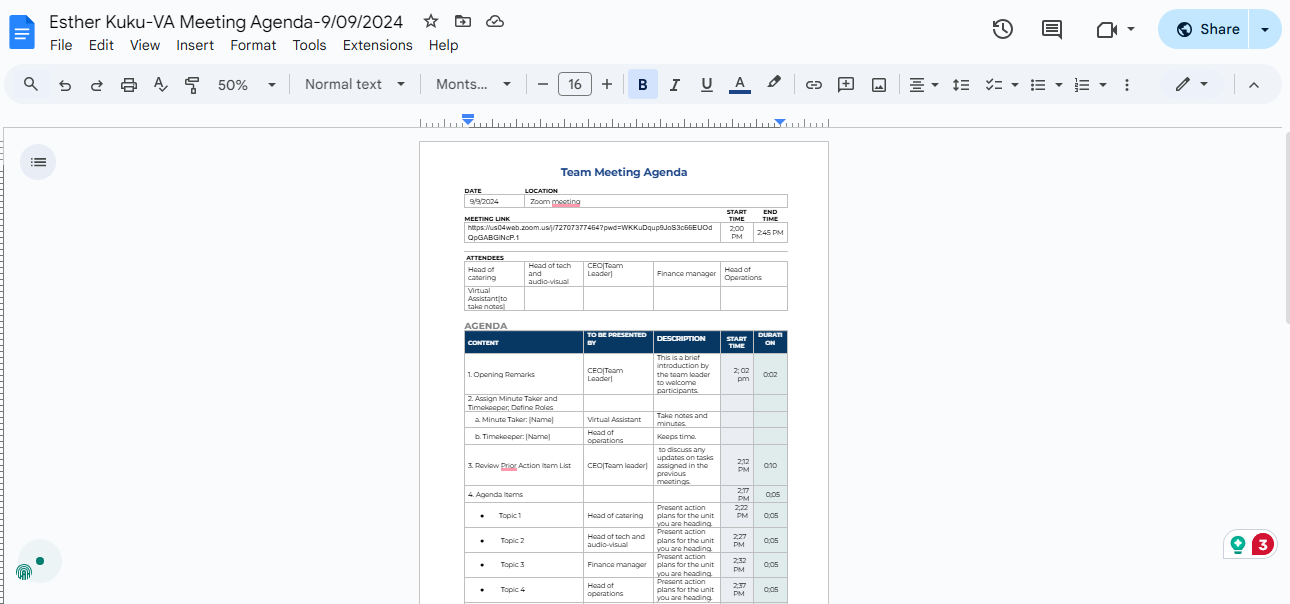 Esther Kuku-VA Meeting Agenda-9/09/2024
File Edit View Insert Format Tools Extensions Help
Share
50% Normal text Monts... 16 B I U A
Team Meeting Agenda
DATE LOCATION
9/9/2024 Zoom meeting
MEETING LINK START TIME END TIME
https://us04web.zoom.us/j/72707377464?pwd=WKKuDqup9JoS3c66EUOd
QpGABGlNcP.1
2;00 PM 2:45 PM
ATTENDEES
Head of catering
Head of tech and audio-visual
CEO[Team Leader]
Finance manager
Head of Operations
Virtual Assistant[to take notes]
AGENDA
CONTENT TO BE PRESENTED BY DESCRIPTION START TIME DURATI ON
1. Opening Remarks
CEO[Team Leader]
This is a brief introduction by the team leader to welcome participants.
2; 02 pm
0:02
2. Assign Minute Taker and Timekeeper; Define Roles
a. Minute Taker: [Name] Virtual Assistant Take notes and minutes.
b. Timekeeper: [Name] Head of operations Keeps time.
3. Review Prior Action Item List
CEO[Team leader]
to discuss any updates on tasks assigned in the previous meetings.
2;12 PM
0:10
4. Agenda Items 2;17 PM 0;05
• Topic 1 Head of catering Present action plans for the unit you are heading. 2;22 PM 0;05
• Topic 2 Head of tech and audio-visual Present action plans for the unit you are heading. 2;27 PM 0;05
• Topic 3 Finance manager Present action plans for the unit you are heading. 2;32 PM 0;05
• Topic 4 Head of operations Present action plans for the unit you are heading. 2;37 PM 0;05
3